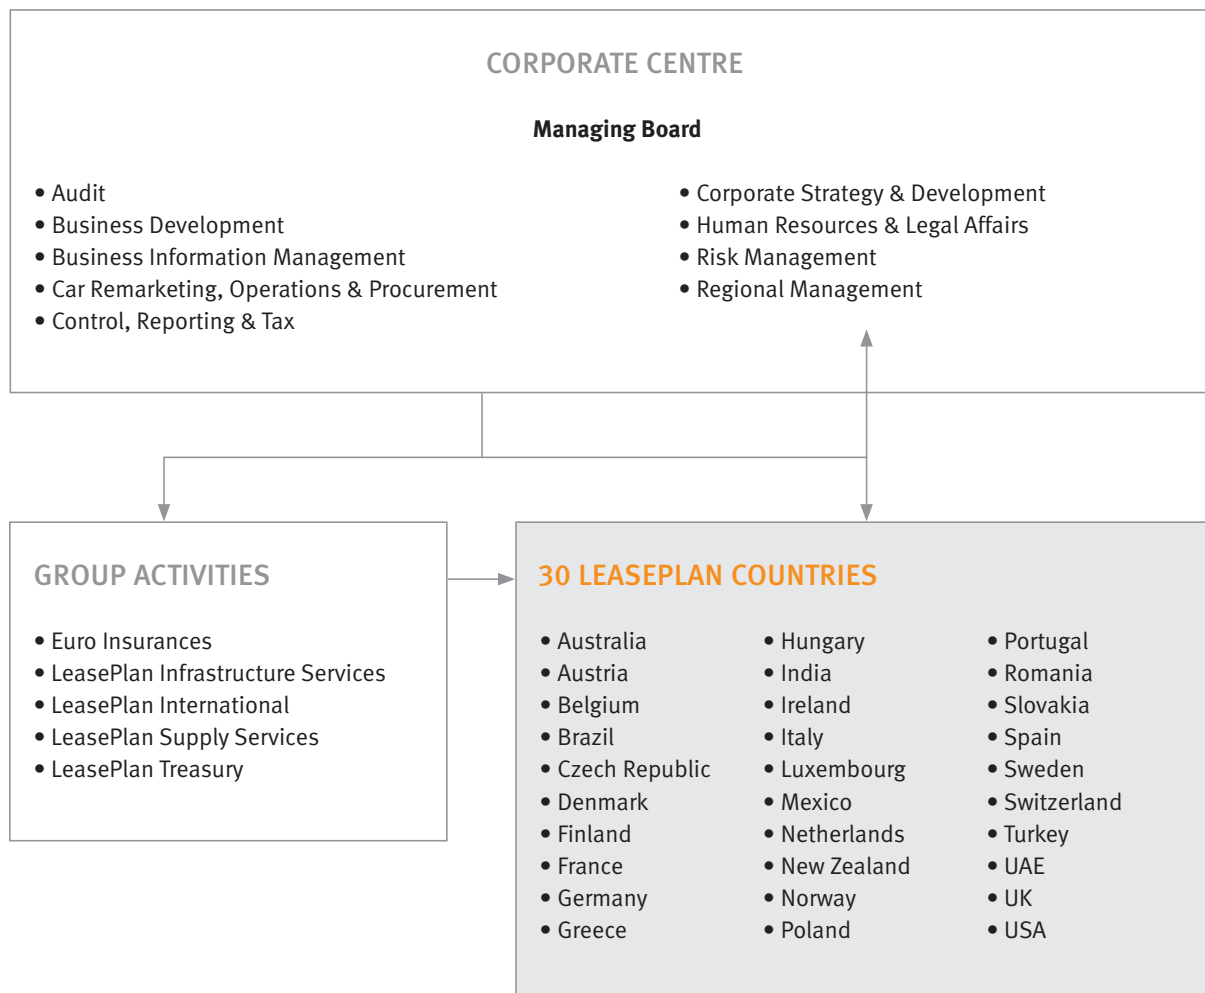 CORPORATE CENTRE
Managing Board
• Audit
• Business Development
• Business Information Management
• Car Remarketing, Operations & Procurement
• Control, Reporting & Tax
• Corporate Strategy & Development
• Human Resources & Legal Affairs
• Risk Management
• Regional Management
GROUP ACTIVITIES
• Euro Insurances
• LeasePlan Infrastructure Services
• LeasePlan International
• LeasePlan Supply Services
• LeasePlan Treasury
30 LEASEPLAN COUNTRIES
• Australia
• Austria
• Belgium
• Brazil
• Czech Republic
• Denmark
• Finland
• France
• Germany
• Greece
• Hungary
• India
• Ireland
• Italy
• Luxembourg
• Mexico
• Netherlands
• New Zealand
• Norway
• Poland
• Portugal
• Romania
• Slovakia
• Spain
• Sweden
• Switzerland
• Turkey
• UAE
• UK
• USA